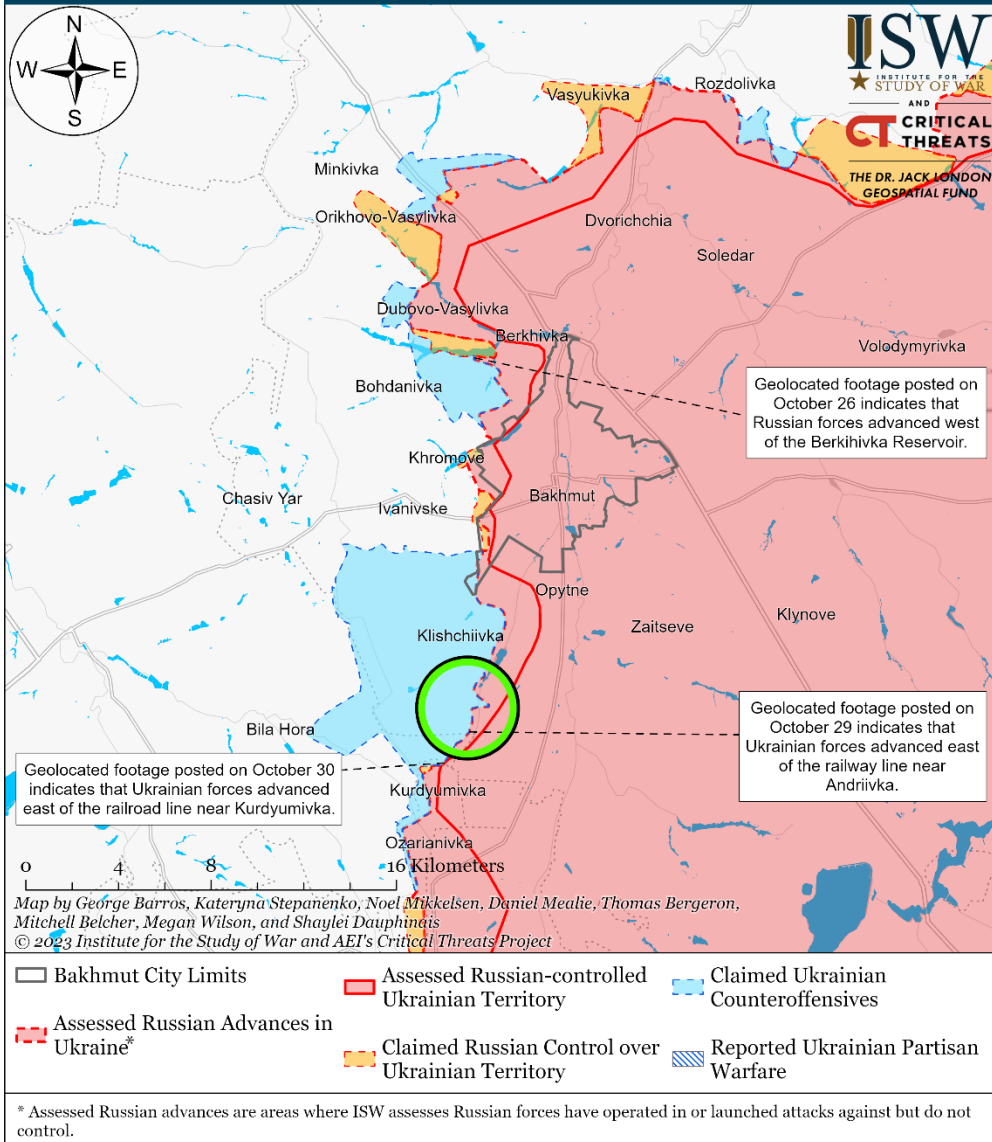 N
W
E
S
ISW
INSTITUTE FOR THE
STUDY OF WAR
AND
CT CRITICAL
THREATS
THE DR. JACK LONDON
GEOSPATIAL FUND
Rozdolivka
Vasyukivka
Minkivka
Orikhovo-Vasylivka
Dvorichchia
Soledar
Dubovo-Vasylivka
Berkhivka
Volodymyrivka
Bohdanivka
Geolocated footage posted on
October 26 indicates that
Russian forces advanced west
of the Berkihivka Reservoir.
Khromove
Chasiv Yar
Ivanivske
Bakhmut
Opytne
Klishchiivka
Zaitseve
Klynove
Bila Hora
Geolocated footage posted on
October 29 indicates that
Ukrainian forces advanced east
of the railway line near
Andriivka.
Geolocated footage posted on October 30
indicates that Ukrainian forces advanced
east of the railroad line near Kurdyumivka.
Kurdyumivka
Ozarianivka
0 4 8 16 Kilometers
Map by George Barros, Kateryna Stepanenko, Noel Mikkelsen, Daniel Mealie, Thomas Bergeron,
Mitchell Belcher, Megan Wilson, and Shaylei Dauphinais
© 2023 Institute for the Study of War and AEI's Critical Threats Project
Bakhmut City Limits
Assessed Russian Advances in
Ukraine*
Assessed Russian-controlled
Ukrainian Territory
Claimed Russian Control over
Ukrainian Territory
Claimed Ukrainian
Counteroffensives
Reported Ukrainian Partisan
Warfare
* Assessed Russian advances are areas where ISW assesses Russian forces have operated in or launched attacks against but do not
control.